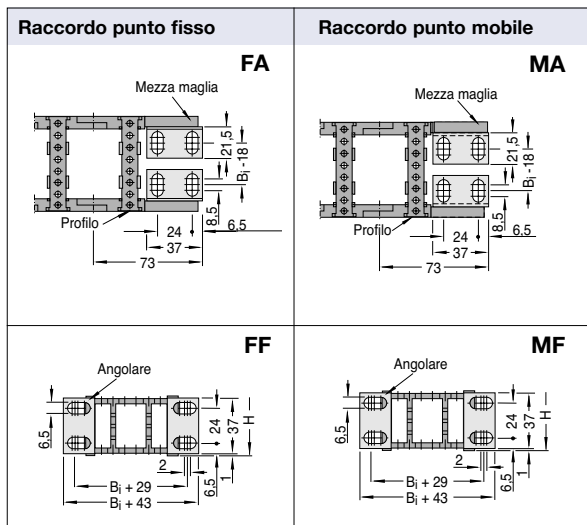 Raccordo punto fisso
Raccordo punto mobile
FA
Mezza maglia
21,5
Bi -18
8,5
Profilo
24
6,5
37
73
MA
Mezza maglia
21,5
Bi -18
8,5
Profilo
24
6,5
37
73
FF
Angolare
6,5
24
37
H
2
6,5
1
Bi + 29
Bi + 43
MF
Angolare
6,5
24
37
H
2
6,5
1
Bi + 29
Bi + 43